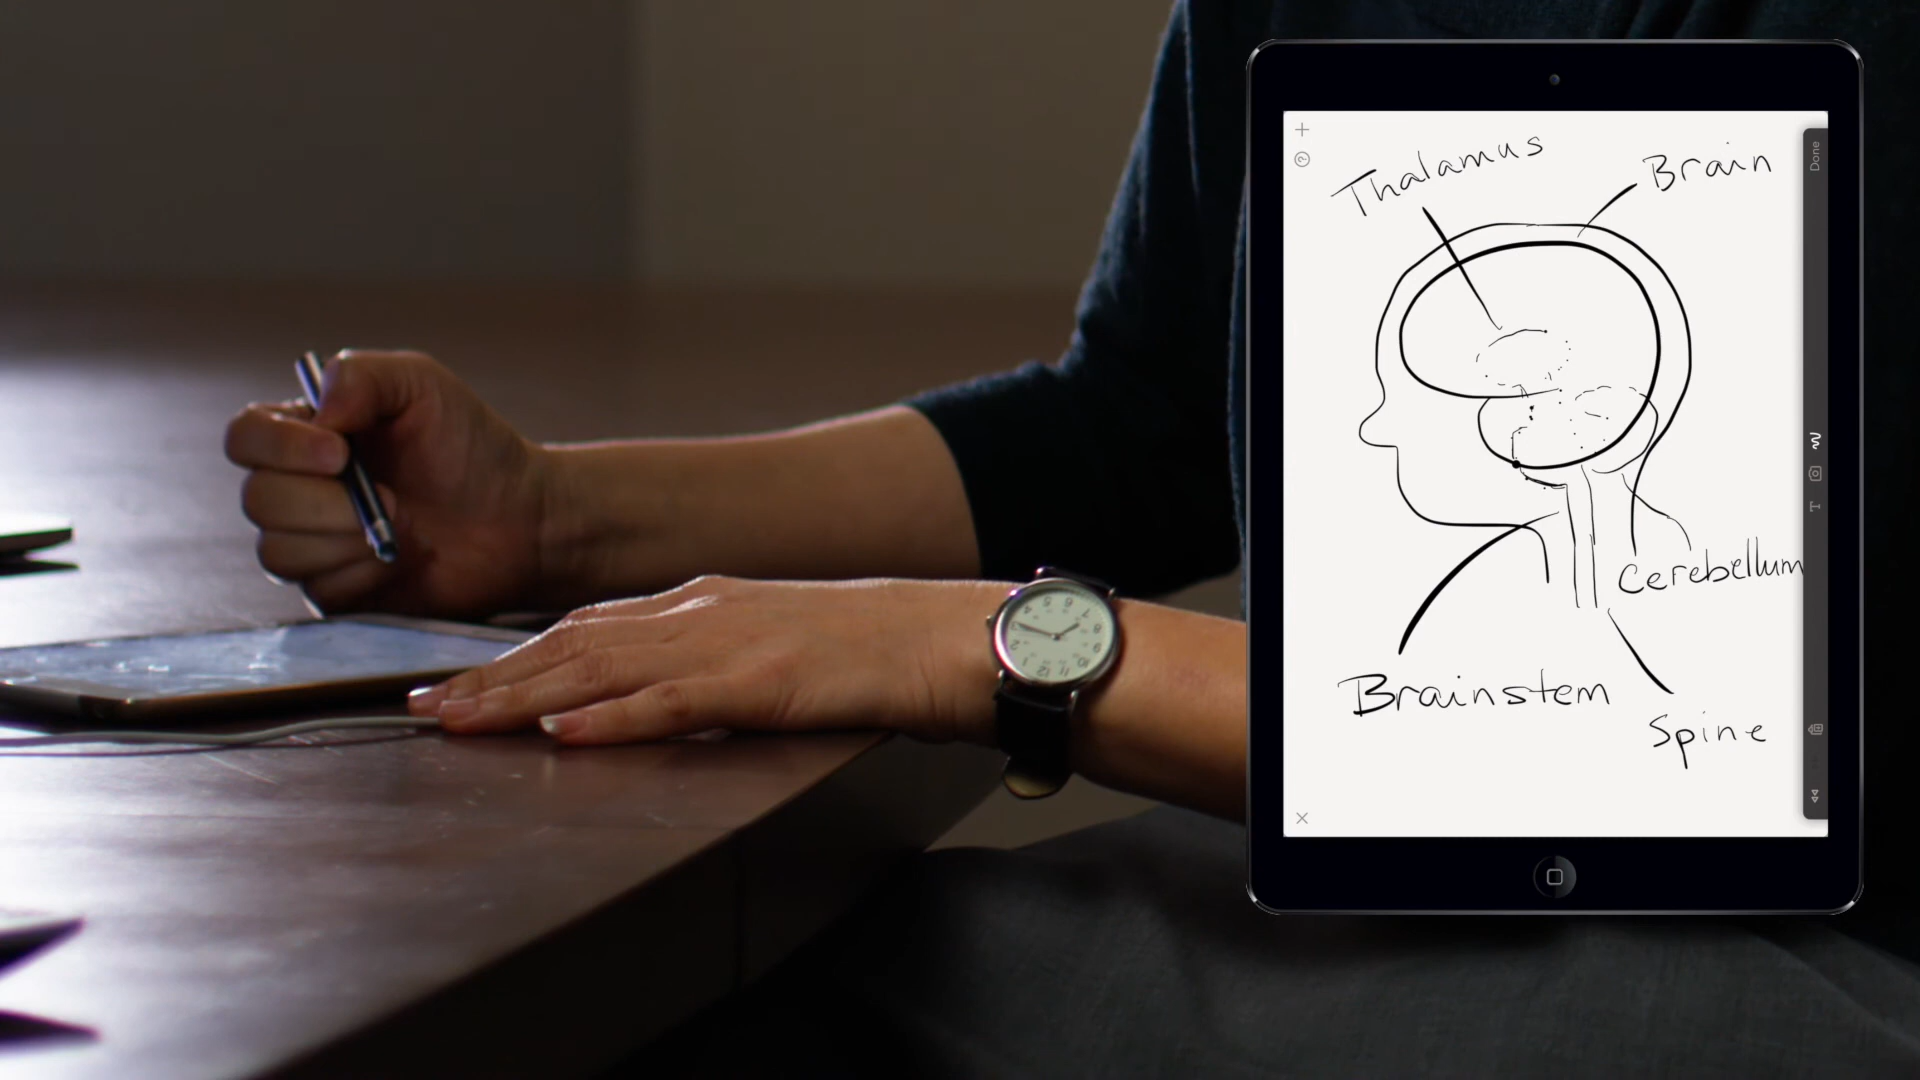 Thalamus
Brain
Done
T
Cerebellum
Brainstem
Spine